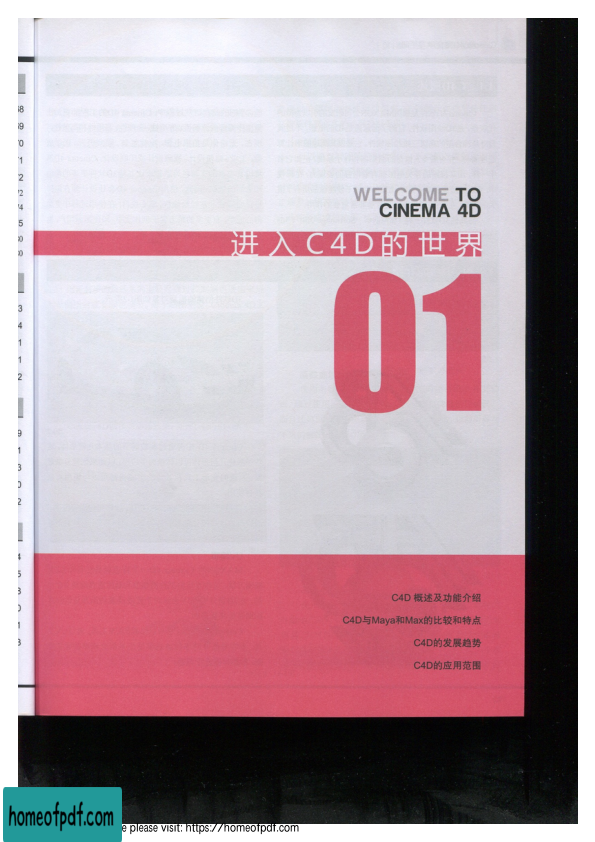 WELCOME TO
CINEMA 4D
进入C4D的世界
01
C4D 概述及功能介绍
C4D与Maya和Max的比较和特点
C4D的发展趋势
C4D的应用范围
homeofpdf.com
e please visit: https://homeofpdf.com